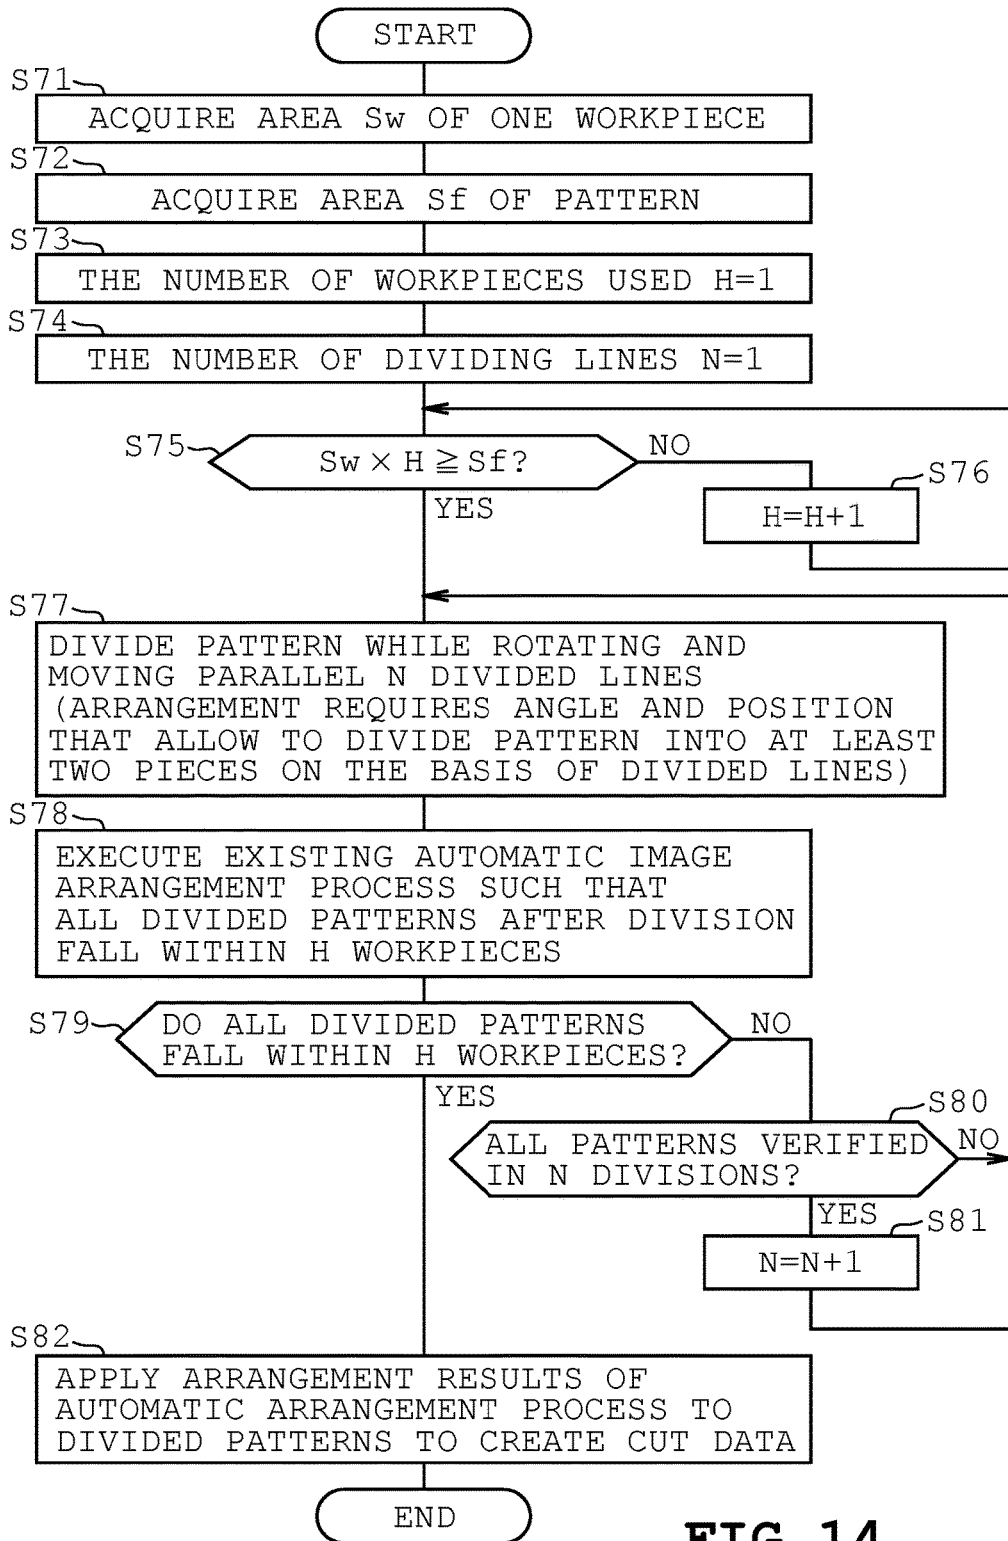 START
S71
ACQUIRE AREA Sw OF ONE WORKPIECE
S72
ACQUIRE AREA Sf OF PATTERN
S73
THE NUMBER OF WORKPIECES USED H=1
S74
THE NUMBER OF DIVIDING LINES N=1
S75
Sw × H ≧ Sf?
NO
YES
S76
H=H+1
S77
DIVIDE PATTERN WHILE ROTATING AND
MOVING PARALLEL N DIVIDED LINES
(ARRANGEMENT REQUIRES ANGLE AND POSITION
THAT ALLOW TO DIVIDE PATTERN INTO AT LEAST
TWO PIECES ON THE BASIS OF DIVIDED LINES)
S78
EXECUTE EXISTING AUTOMATIC IMAGE
ARRANGEMENT PROCESS SUCH THAT
ALL DIVIDED PATTERNS AFTER DIVISION
FALL WITHIN H WORKPIECES
S79
DO ALL DIVIDED PATTERNS
FALL WITHIN H WORKPIECES?
NO
YES
S80
ALL PATTERNS VERIFIED
IN N DIVISIONS?
NO
YES
S81
N=N+1
S82
APPLY ARRANGEMENT RESULTS OF
AUTOMATIC ARRANGEMENT PROCESS TO
DIVIDED PATTERNS TO CREATE CUT DATA
END
FIG. 14